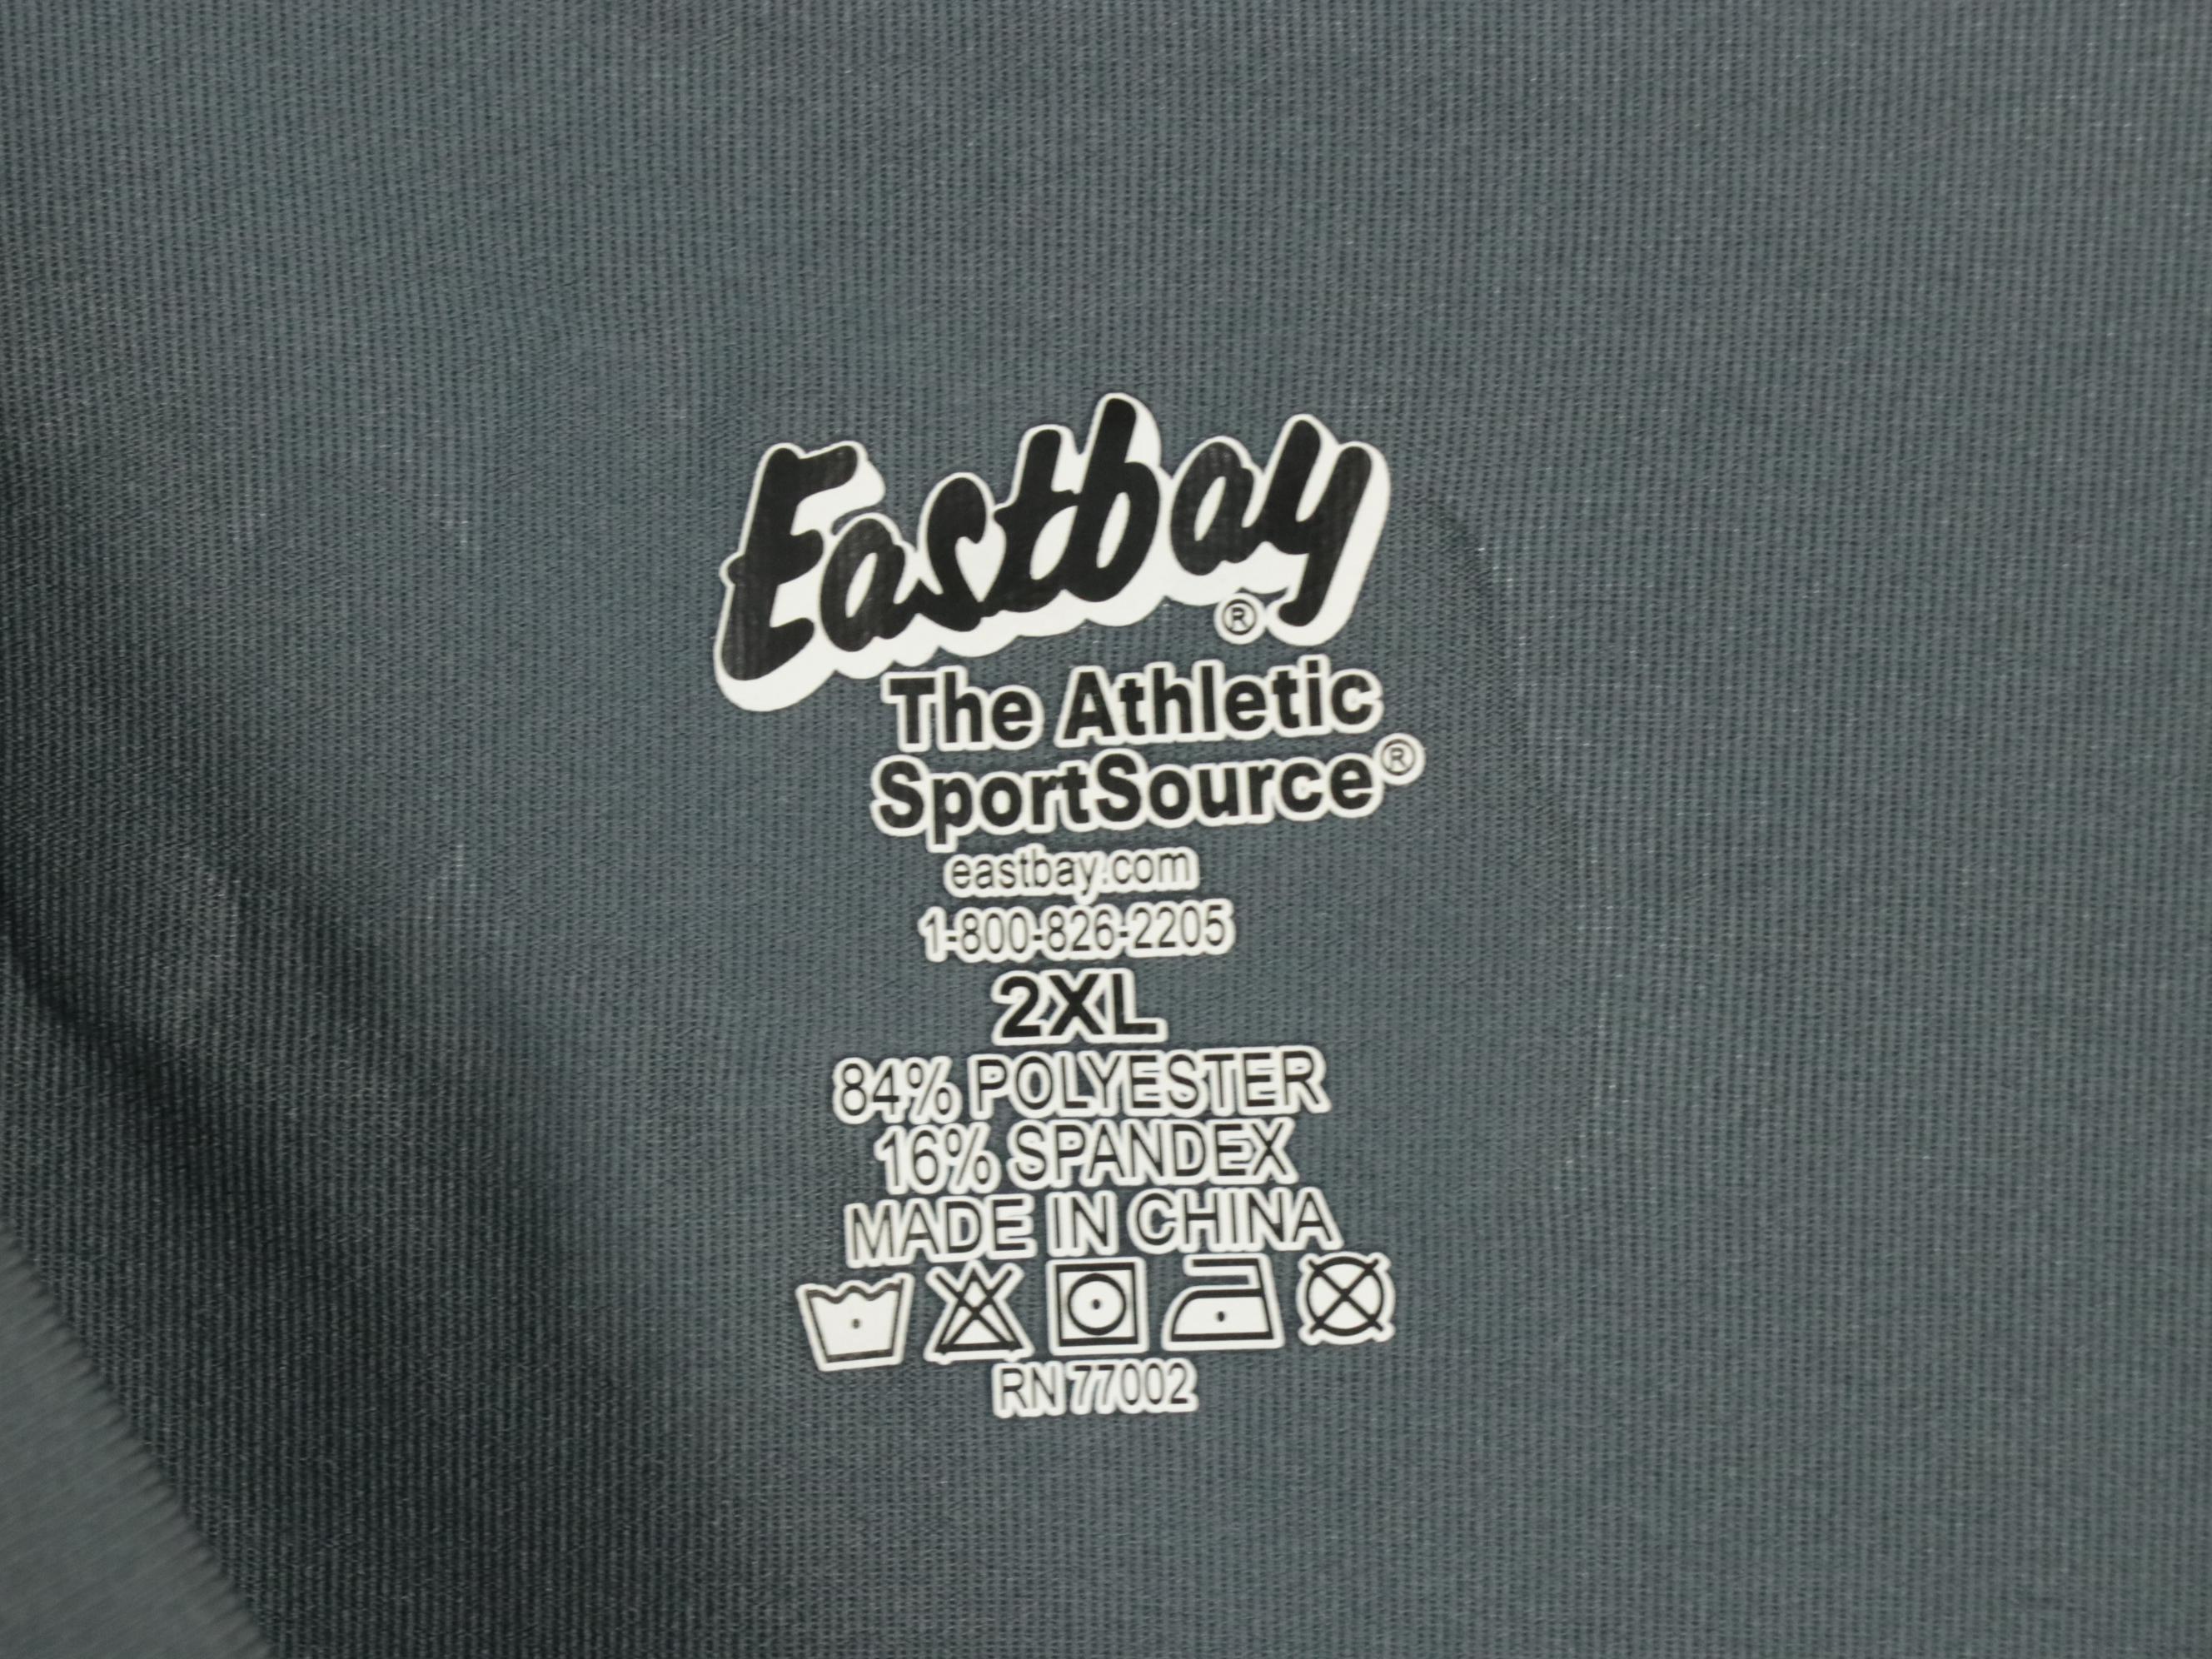 Eastbay®
The Athletic
SportSource®
eastbay.com
1-800-826-2205
2XL
84% POLYESTER
16% SPANDEX
MADE IN CHINA
RN 77002